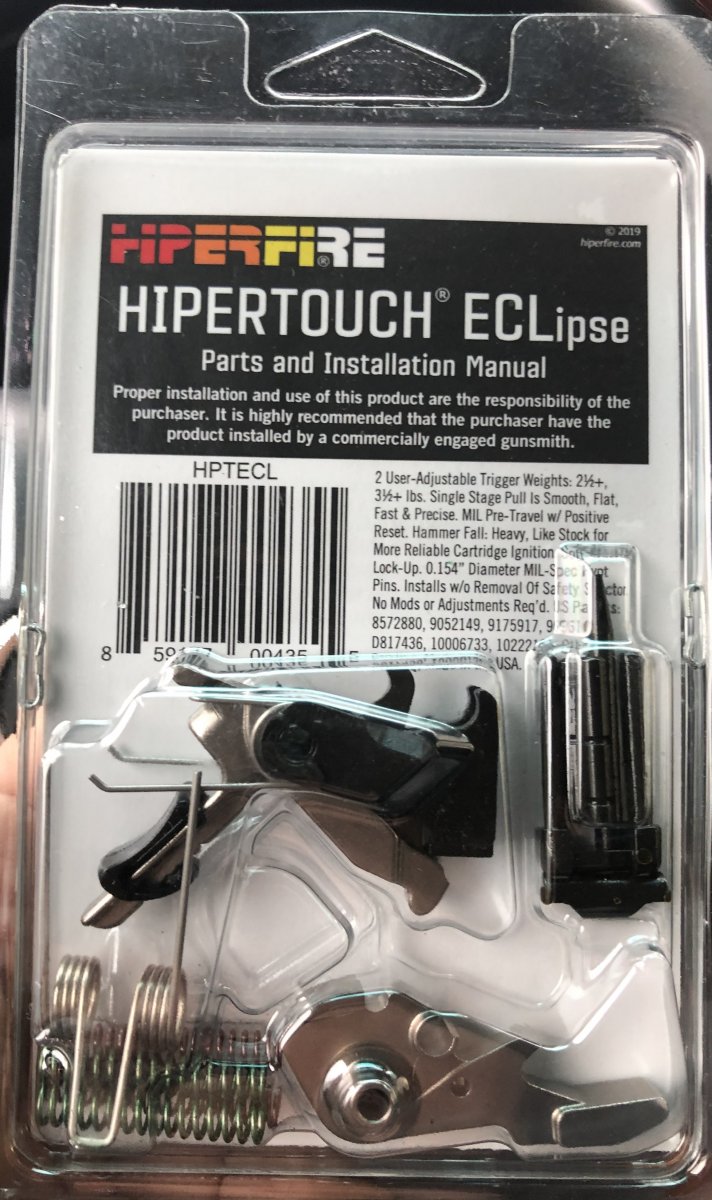 HIPERFIRE®
© 2019
hiperfire.com
HIPERTOUCH® ECLipse
Parts and Installation Manual
Proper installation and use of this product are the responsibility of the
purchaser. It is highly recommended that the purchaser have the
product installed by a commercially engaged gunsmith.
HPTECL
2 User-Adjustable Trigger Weights: 2½+,
3½+ lbs. Single Stage Pull Is Smooth, Flat,
Fast & Precise. MIL Pre-Travel w/ Positive
Reset. Hammer Fall: Heavy, Like Stock for
More Reliable Cartridge Ignition
Lock-Up. 0.154" Diameter MIL-Spec
Pins. Installs w/o Removal Of Safety
No Mods or Adjustments Req'd. US
8572880, 9052149, 9175917,
D817436, 10006733,
USA.
8 00435